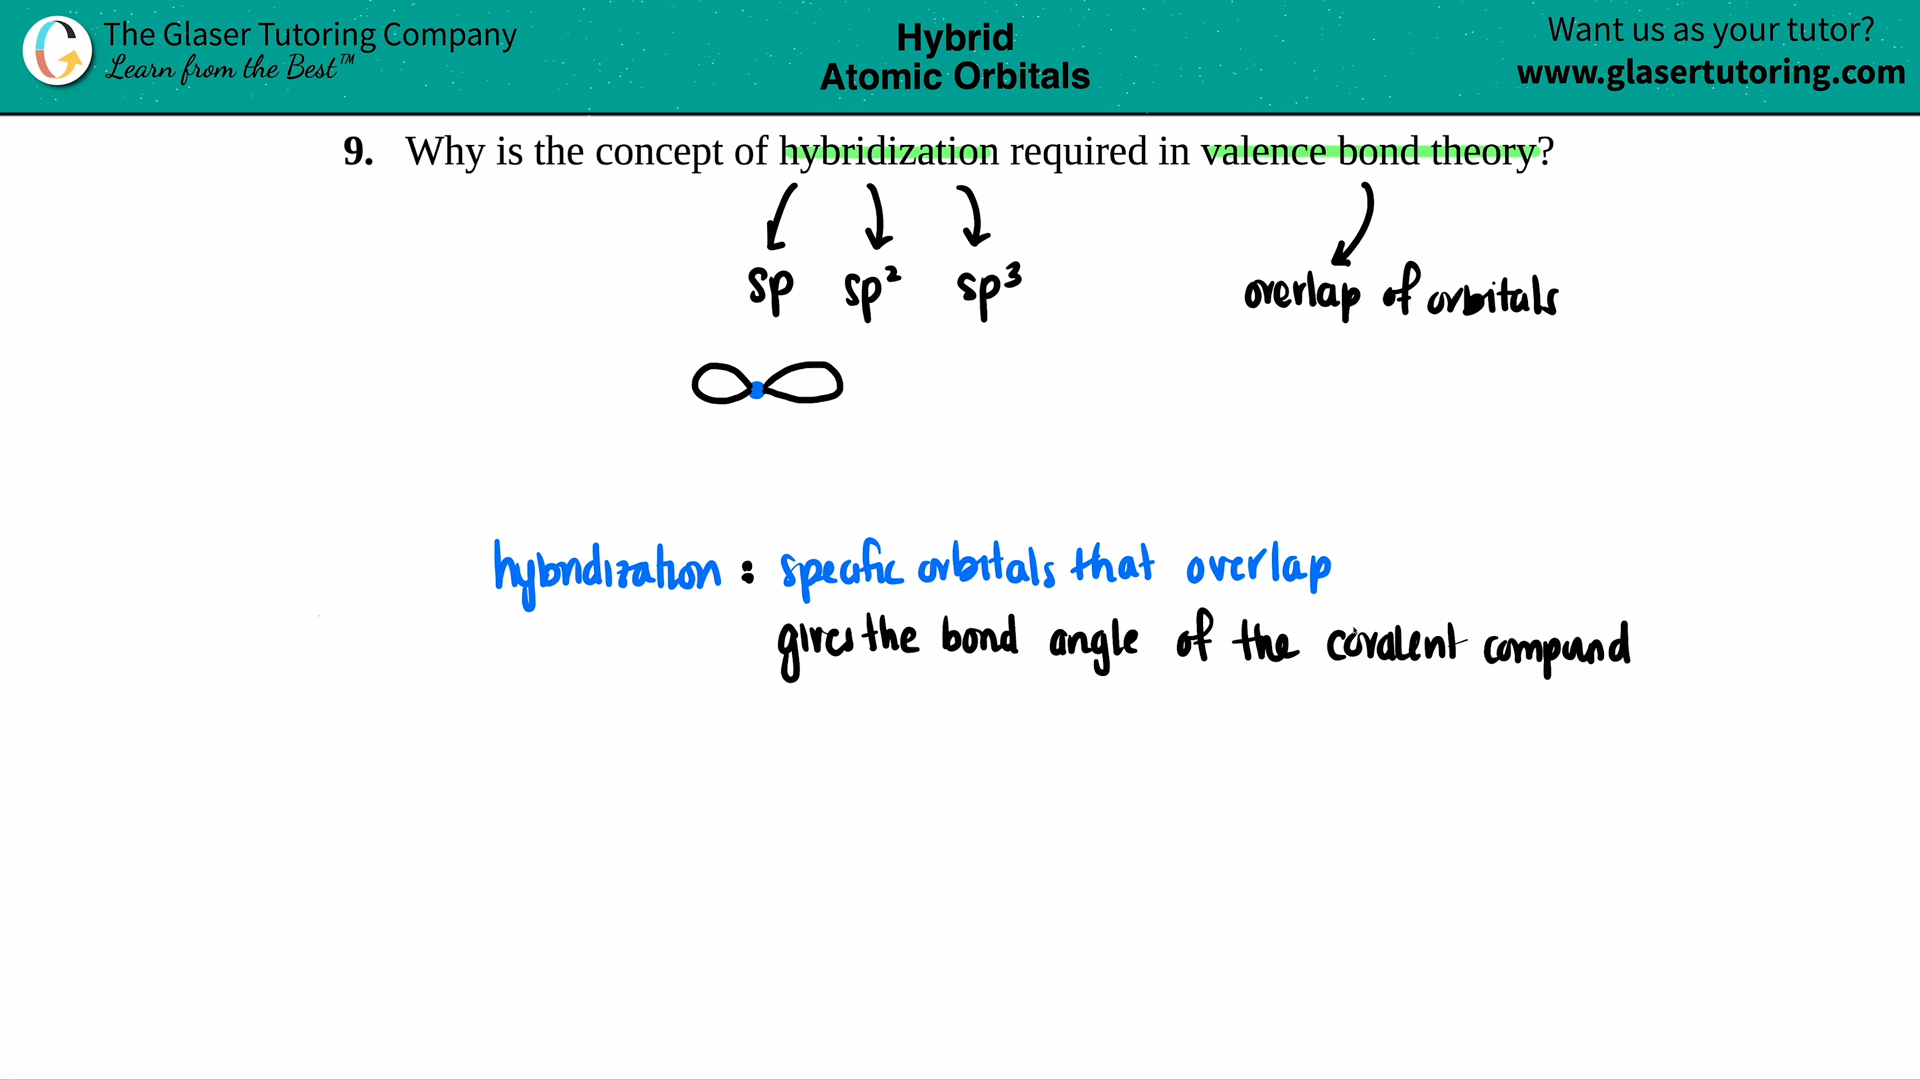 The Glaser Tutoring Company
Learn from the Best™
Hybrid
Atomic Orbitals
Want us as your tutor?
www.glasertutoring.com
9. Why is the concept of hybridization required in valence bond theory?
sp sp² sp³
overlap of orbitals
hybridization : specific orbitals that overlap
gives the bond angle of the covalent compound